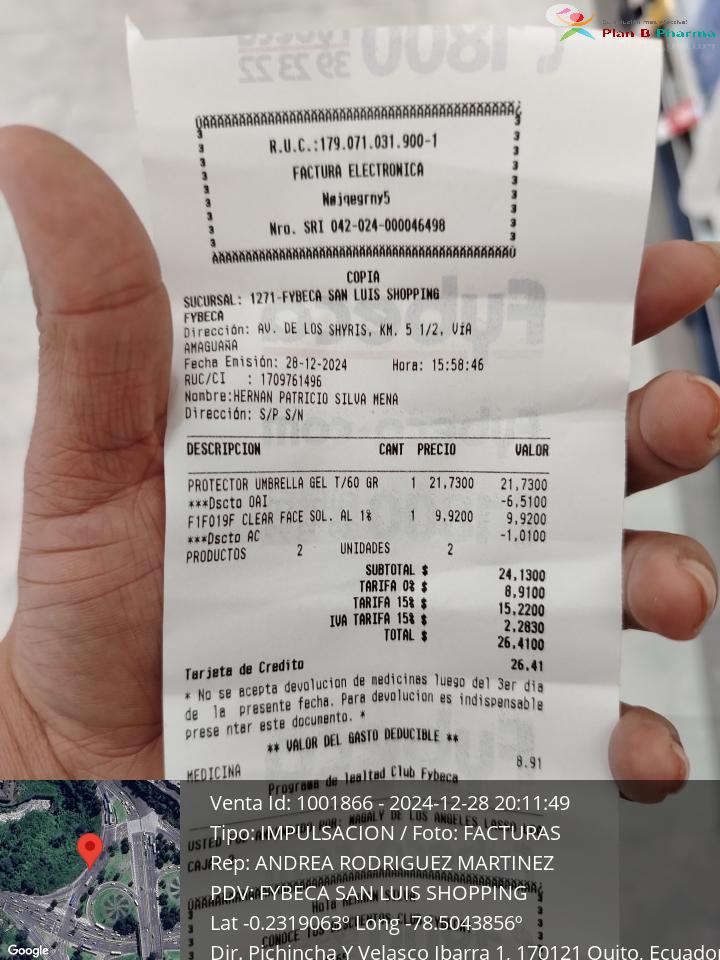 Plan B Pharma
R.U.C.:179.071.031.900-1
FACTURA ELECTRONICA
Nro. SRI 042-024-000046498
COPIA
SUCURSAL: 1271-FYBECA SAN LUIS SHOPPING
FYBECA
Dirección: AV. DE LOS SHYRIS, KM. 5 1/2, VíA
AMAGUAÑA
Fecha Emisión: 28-12-2024 Hora: 15:58:46
RUC/CI : 1709761496
Nombre:HERNAN PATRICIO SILVA MENA
Dirección: S/P S/N
DESCRIPCION CANT PRECIO VALOR
PROTECTOR UMBRELLA GEL T/60 GR 1 21,7300 21,7300
***Dscto OAI -6,5100
F1F019F CLEAR FACE SOL. AL 1% 1 9,9200 9,9200
***Dscto AC -1,0100
PRODUCTOS 2 UNIDADES 2
SUBTOTAL $ 24,1300
TARIFA 0% $ 8,9100
TARIFA 15% $ 15,2200
IVA TARIFA 15% $ 2,2830
TOTAL $ 26,4100
Tarjeta de Credito 26.41
* No se acepta devolucion de medicinas luego del 3er dia
de la presente fecha. Para devolucion es indispensable
prese ntar este documento. *
** VALOR DEL GASTO DEDUCIBLE **
MEDICINA 8.91
Programa de lealtad Club Fybeca
Venta Id: 1001866 - 2024-12-28 20:11:49
Tipo: IMPULSACION / Foto: FACTURAS
Rep: ANDREA RODRIGUEZ MARTINEZ
PDV: FYBECA SAN LUIS SHOPPING
Lat -0.2319063º Long -78.5043856º
Dir. Pichincha Y Velasco Ibarra 1, 170121 Quito, Ecuador
Google